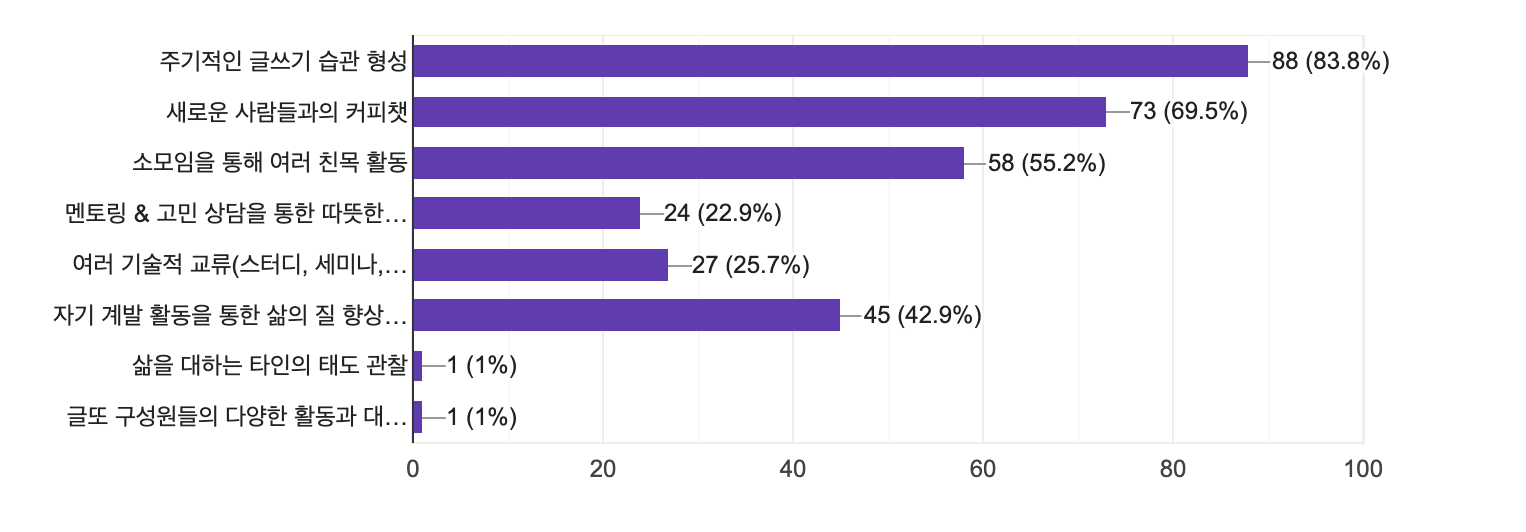 주기적인 글쓰기 습관 형성 88 (83.8%)
새로운 사람들과의 커피챗 73 (69.5%)
소모임을 통해 여러 친목 활동 58 (55.2%)
멘토링 & 고민 상담을 통한 따뜻한… 24 (22.9%)
여러 기술적 교류(스터디, 세미나,… 27 (25.7%)
자기 계발 활동을 통한 삶의 질 향상… 45 (42.9%)
삶을 대하는 타인의 태도 관찰 1 (1%)
글또 구성원들의 다양한 활동과 대… 1 (1%)
0 20 40 60 80 100